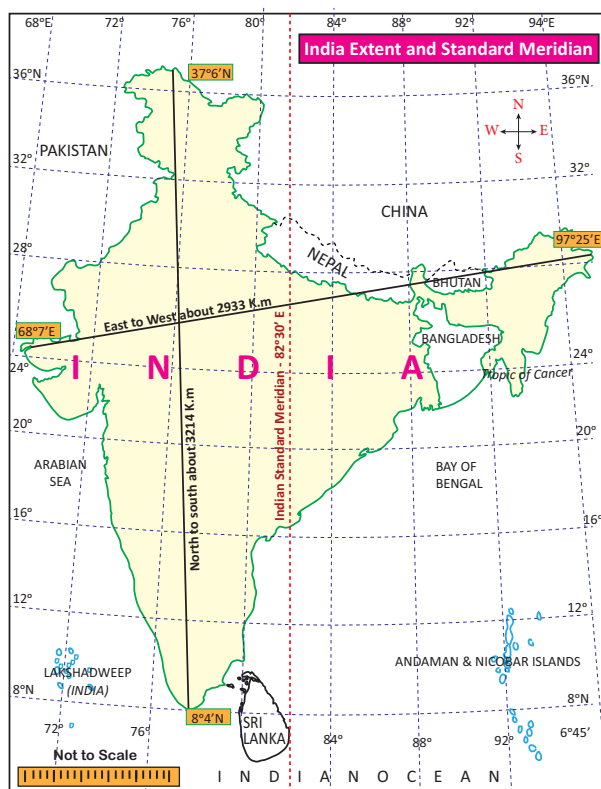 68°E 72° 76° 80° 84° 88° 92° 94°E
India Extent and Standard Meridian
36°N 37°6'N 36°N
N
W E
S
PAKISTAN
32° 32°
CHINA
28° NEPAL 97°25'E
28°
BHUTAN
East to West about 2933 K.m
68°7'E
BANGLADESH
I N D I A
24° 24°
Tropic of Cancer
North to south about 3214 K.m
Indian Standard Meridian - 82°30' E
20° 20°
ARABIAN
SEA
BAY OF
BENGAL
16° 16°
12° 12°
LAKSHADWEEP
(INDIA)
ANDAMAN & NICOBAR ISLANDS
8°N 8°N
8°4'N
SRI
LANKA
72° 76° 84° 88° 92° 6°45'
Not to Scale
I N D I A N O C E A N